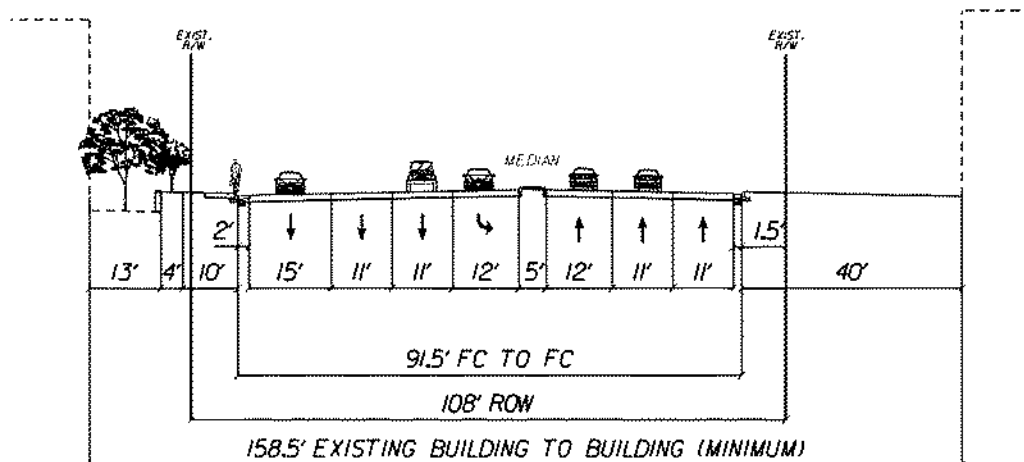 EXIST.
R/W
EXIST.
R/W
MEDIAN
2'
1.5'
13'
4'
10'
15'
11'
11'
12'
5'
12'
11'
11'
40'
91.5' FC TO FC
108' ROW
158.5' EXISTING BUILDING TO BUILDING (MINIMUM)